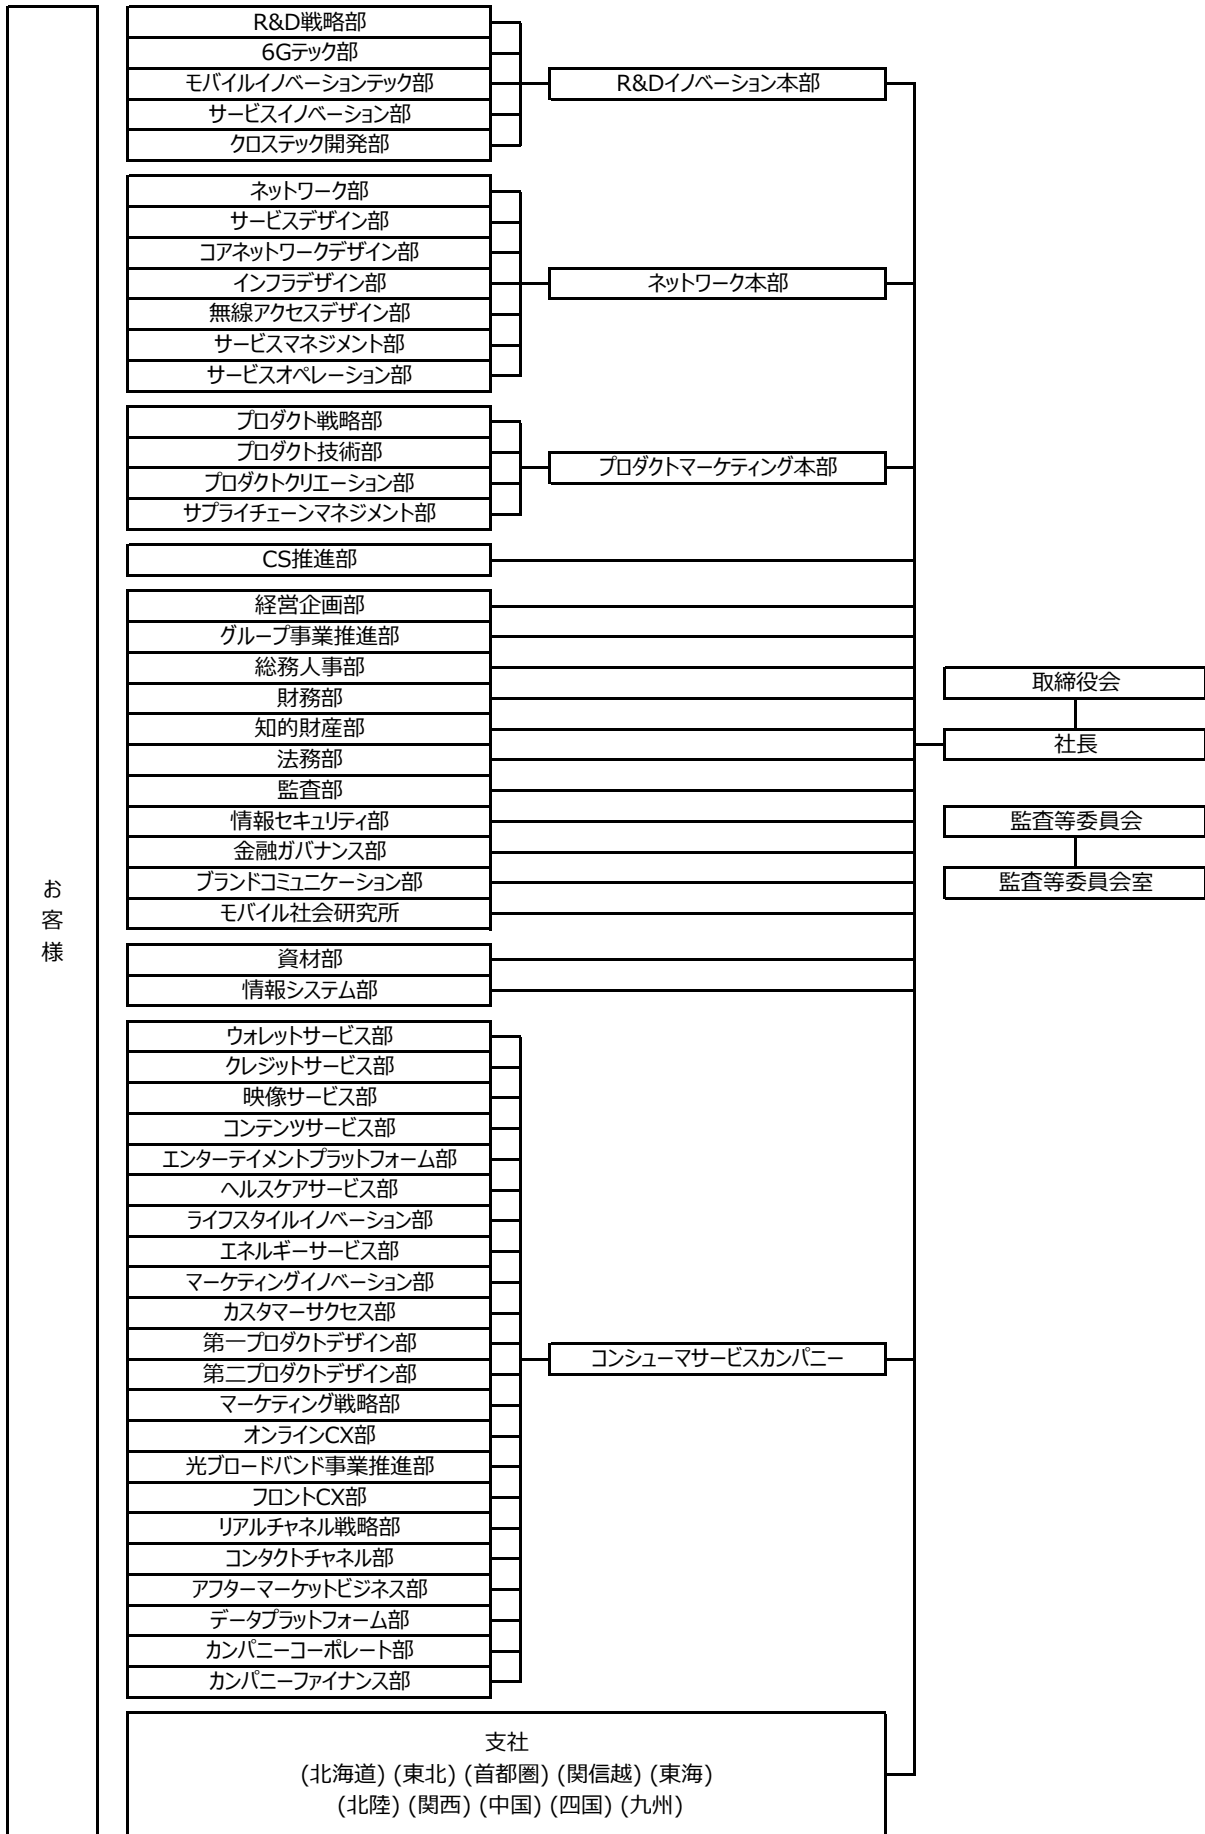 お客様
R&D戦略部
6Gテック部
モバイルイノベーションテック部
サービスイノベーション部
クロステック開発部
R&Dイノベーション本部
ネットワーク部
サービスデザイン部
コアネットワークデザイン部
インフラデザイン部
無線アクセスデザイン部
サービスマネジメント部
サービスオペレーション部
ネットワーク本部
プロダクト戦略部
プロダクト技術部
プロダクトクリエーション部
サプライチェーンマネジメント部
プロダクトマーケティング本部
CS推進部
経営企画部
グループ事業推進部
総務人事部
財務部
知的財産部
法務部
監査部
情報セキュリティ部
金融ガバナンス部
ブランドコミュニケーション部
モバイル社会研究所
取締役会
社長
監査等委員会
監査等委員会室
資材部
情報システム部
ウォレットサービス部
クレジットサービス部
映像サービス部
コンテンツサービス部
エンターテイメントプラットフォーム部
ヘルスケアサービス部
ライフスタイルイノベーション部
エネルギーサービス部
マーケティングイノベーション部
カスタマーサクセス部
第一プロダクトデザイン部
第二プロダクトデザイン部
マーケティング戦略部
オンラインCX部
光ブロードバンド事業推進部
フロントCX部
リアルチャネル戦略部
コンタクトチャネル部
アフターマーケットビジネス部
データプラットフォーム部
カンパニーコーポレート部
カンパニーファイナンス部
コンシューマサービスカンパニー
支社
(北海道) (東北) (首都圏) (関信越) (東海)
(北陸) (関西) (中国) (四国) (九州)